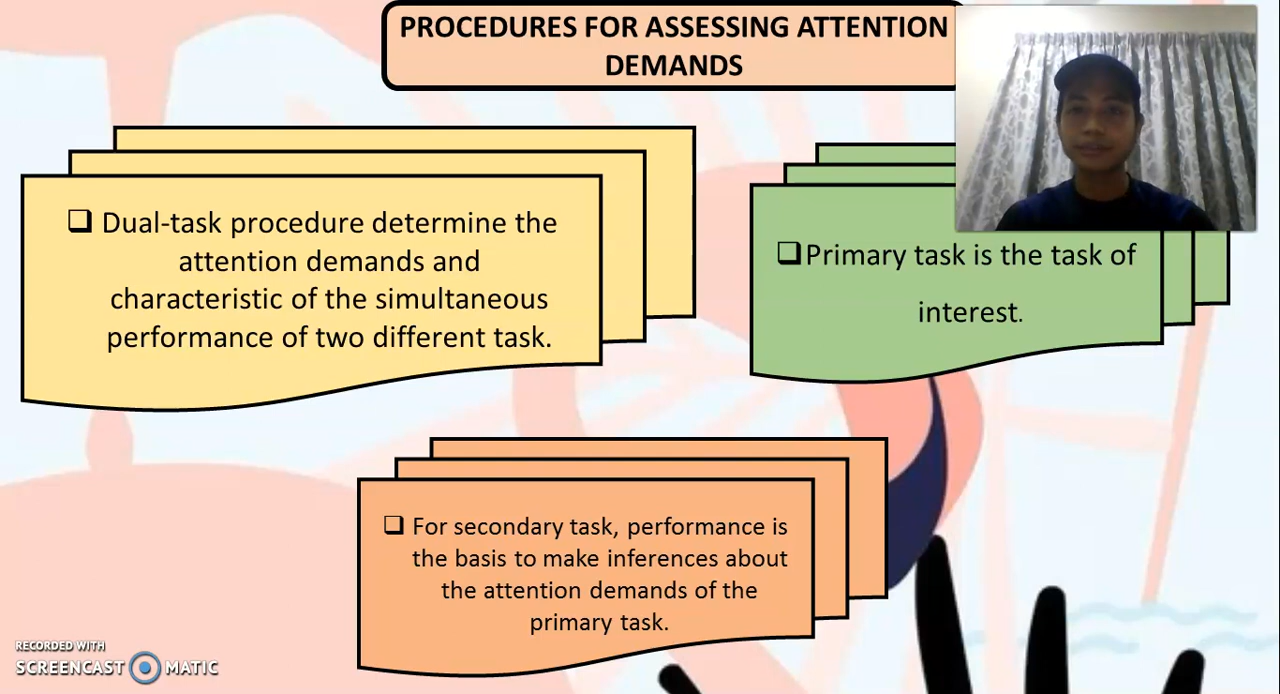 PROCEDURES FOR ASSESSING ATTENTION
DEMANDS
Dual-task procedure determine the
attention demands and
characteristic of the simultaneous
performance of two different task.
Primary task is the task of
interest.
For secondary task, performance is
the basis to make inferences about
the attention demands of the
primary task.
RECORDED WITH
SCREENCAST MATIC